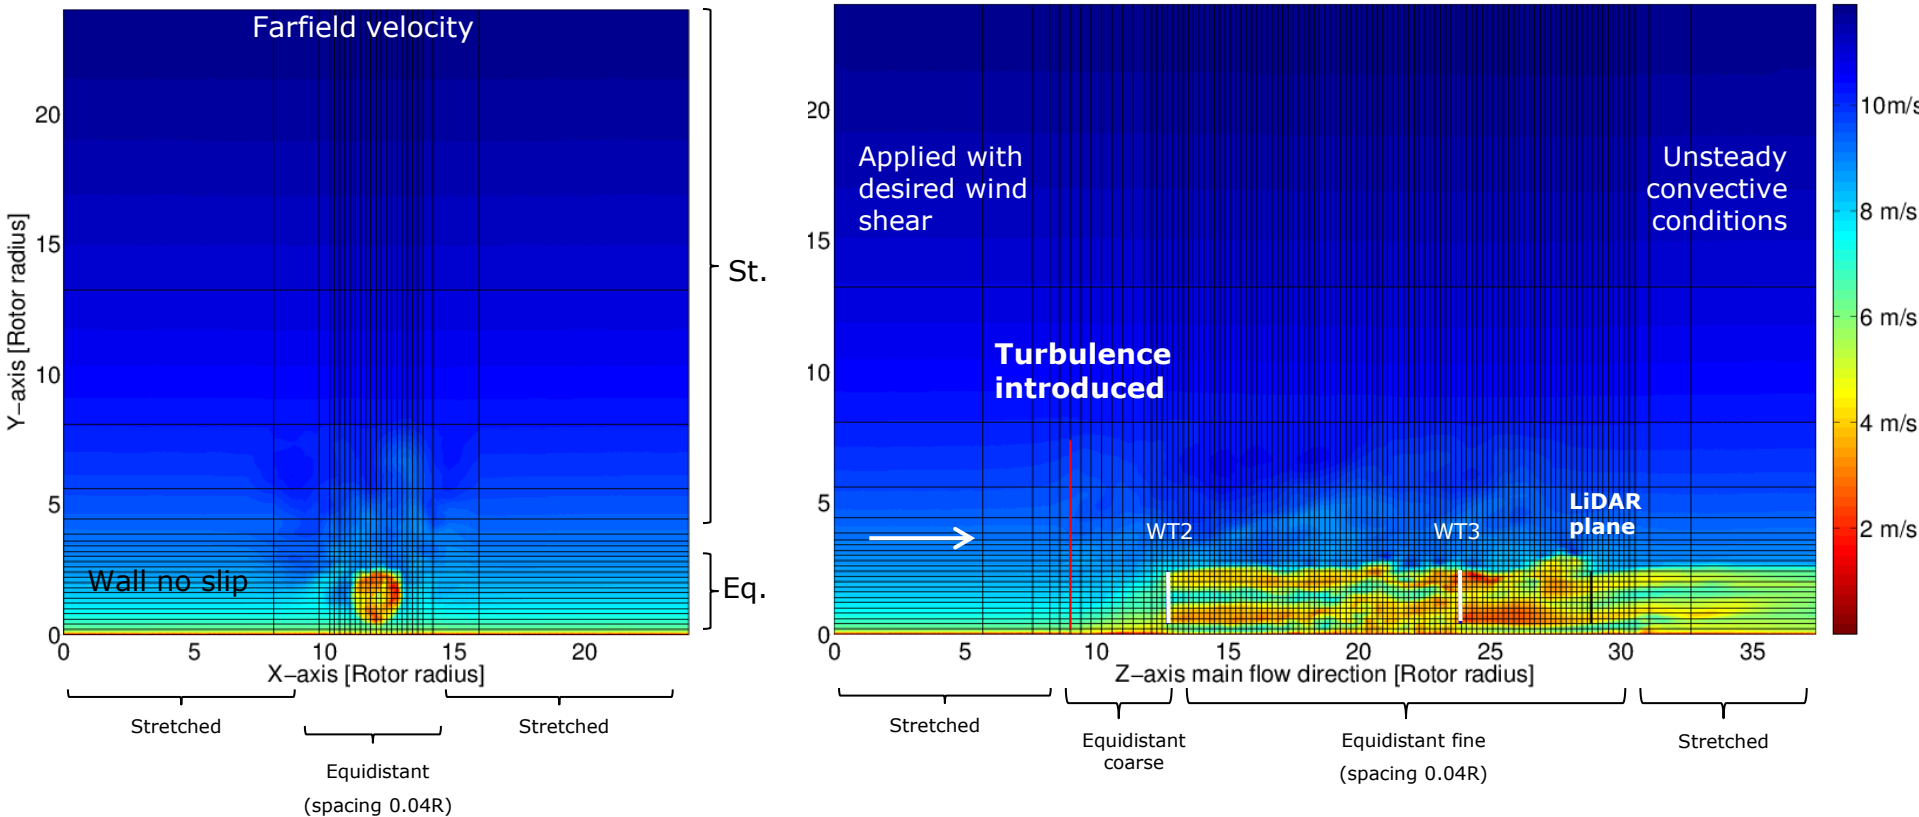 Farfield velocity
20
15
10
5
0
Y-axis [Rotor radius]
Wall no slip
0 5 10 15 20
X-axis [Rotor radius]
Stretched
Equidistant
(spacing 0.04R)
Stretched
St.
Eq.
20
15
10
5
0
Applied with
desired wind
shear
Unsteady
convective
conditions
Turbulence
introduced
WT2
WT3
LiDAR
plane
0 5 10 15 20 25 30 35
Z-axis main flow direction [Rotor radius]
Stretched
Equidistant
coarse
Equidistant fine
(spacing 0.04R)
Stretched
10m/s
8 m/s
6 m/s
4 m/s
2 m/s